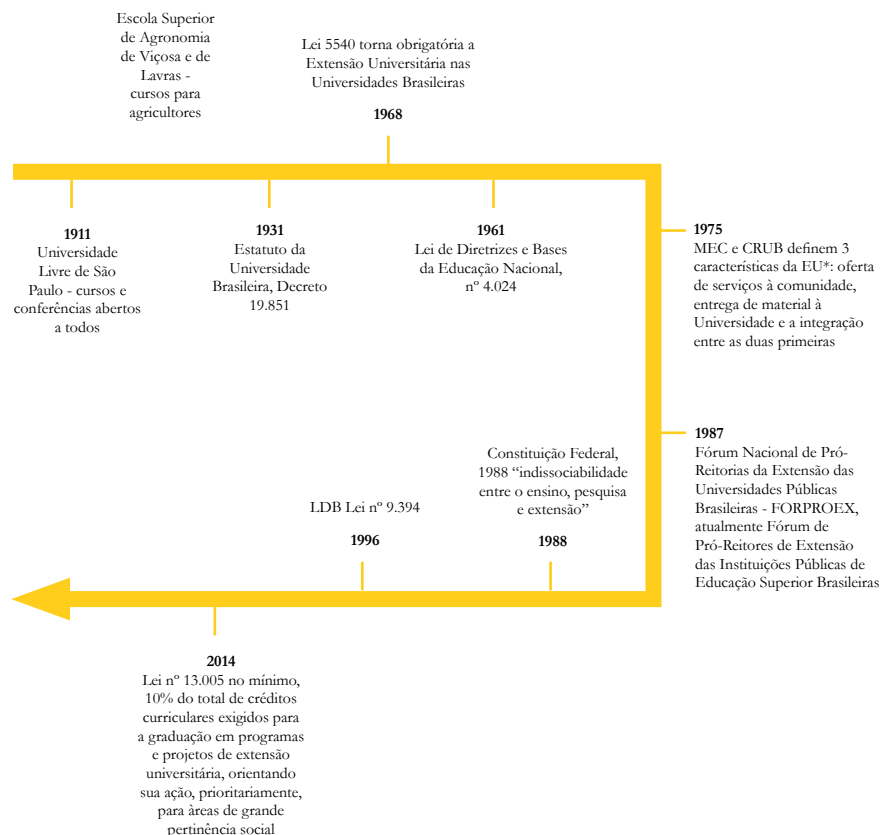 Escola Superior
de Agronomia
de Viçosa e de
Lavras -
cursos para
agricultores
Lei 5540 torna obrigatória a
Extensão Universitária nas
Universidades Brasileiras
1968
1911
Universidade
Livre de São
Paulo - cursos e
conferências abertos
a todos
1931
Estatuto da
Universidade
Brasileira, Decreto
19.851
1961
Lei de Diretrizes e Bases
da Educação Nacional,
nº 4.024
1975
MEC e CRUB definem 3
características da EU*: oferta
de serviços à comunidade,
entrega de material à
Universidade e a integração
entre as duas primeiras
1987
Fórum Nacional de Pró-
Reitorias da Extensão das
Universidades Públicas
Brasileiras - FORPROEX,
atualmente Fórum de
Pró-Reitores de Extensão
das Instituições Públicas de
Educação Superior Brasileiras
Constituição Federal,
1988 “indissociabilidade
entre o ensino, pesquisa
e extensão”
1988
LDB Lei nº 9.394
1996
2014
Lei nº 13.005 no mínimo,
10% do total de créditos
curriculares exigidos para
a graduação em programas
e projetos de extensão
universitária, orientando
sua ação, prioritariamente,
para àreas de grande
pertinência social